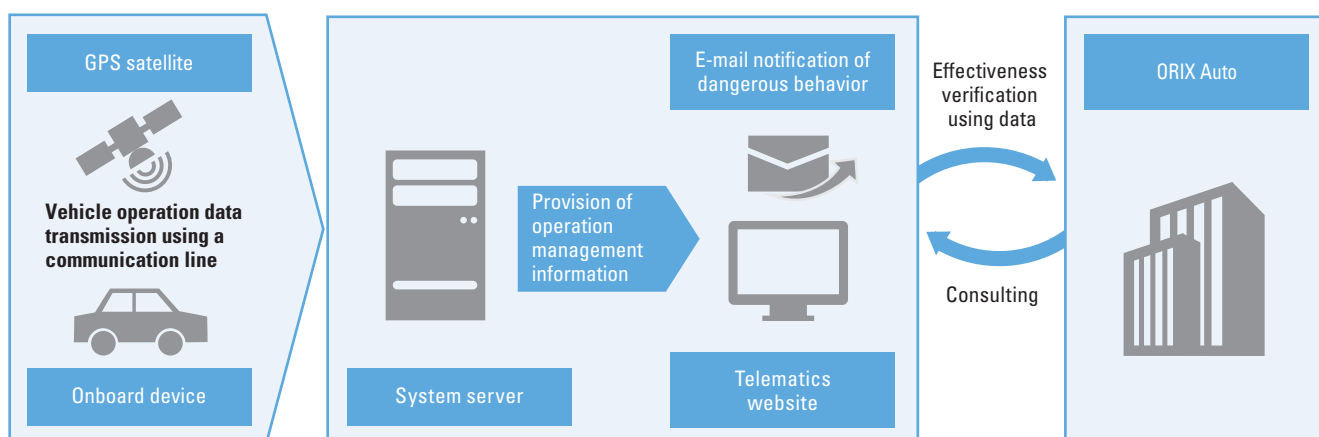 GPS satellite
Vehicle operation data
transmission using a
communication line
Onboard device
System server
Provision of
operation
management
information
E-mail notification of
dangerous behavior
Telematics
website
Effectiveness
verification
using data
Consulting
ORIX Auto